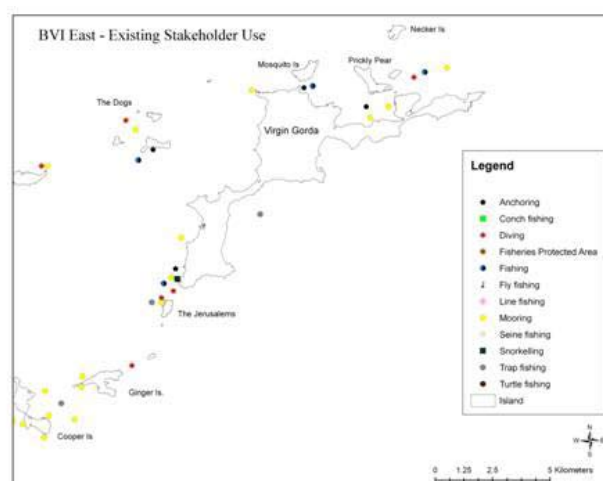 BVI East - Existing Stakeholder Use
Necker Is
Mosquito Is
Prickly Pear
The Dogs
Virgin Gorda
The Jerusalems
Ginger Is.
Cooper Is
Legend
Anchoring
Conch fishing
Diving
Fisheries Protected Area
Fishing
Fly fishing
Line fishing
Mooring
Seine fishing
Snorkelling
Trap fishing
Turtle fishing
Island
N
W E
S
0 1.25 2.5 5 Kilometers